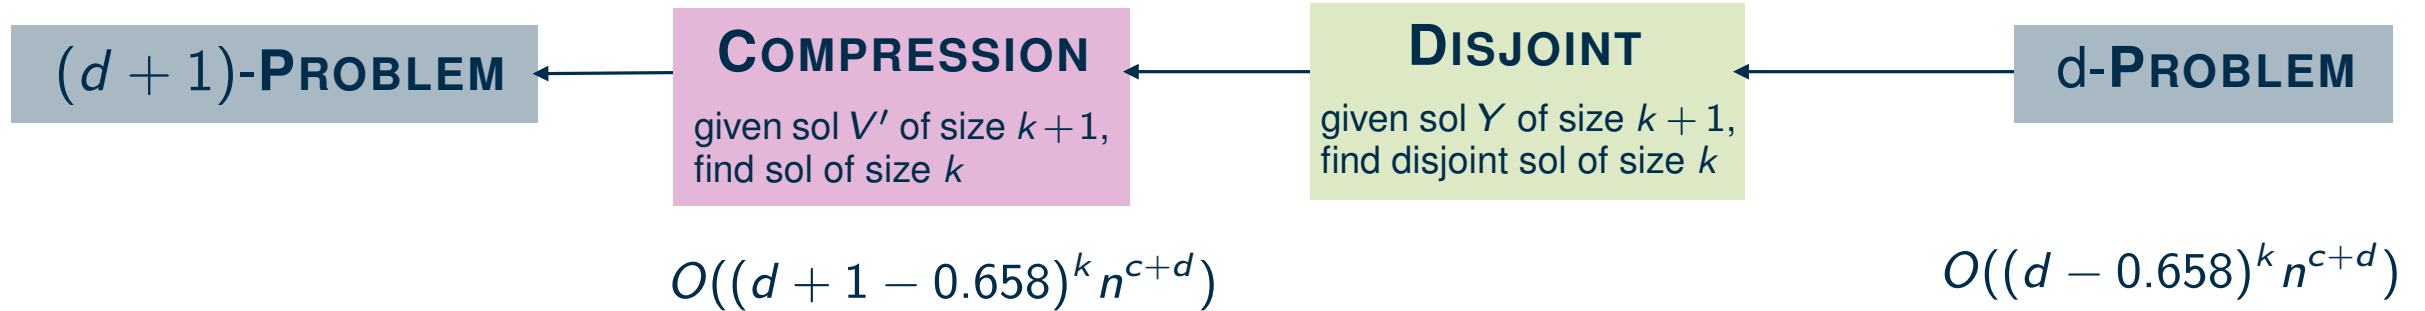 (d + 1)-PROBLEM
COMPRESSION
given sol V′ of size k + 1,
find sol of size k
DISJOINT
given sol Y of size k + 1,
find disjoint sol of size k
d-PROBLEM
O((d + 1 − 0.658)^k n^{c+d})
O((d − 0.658)^k n^{c+d})